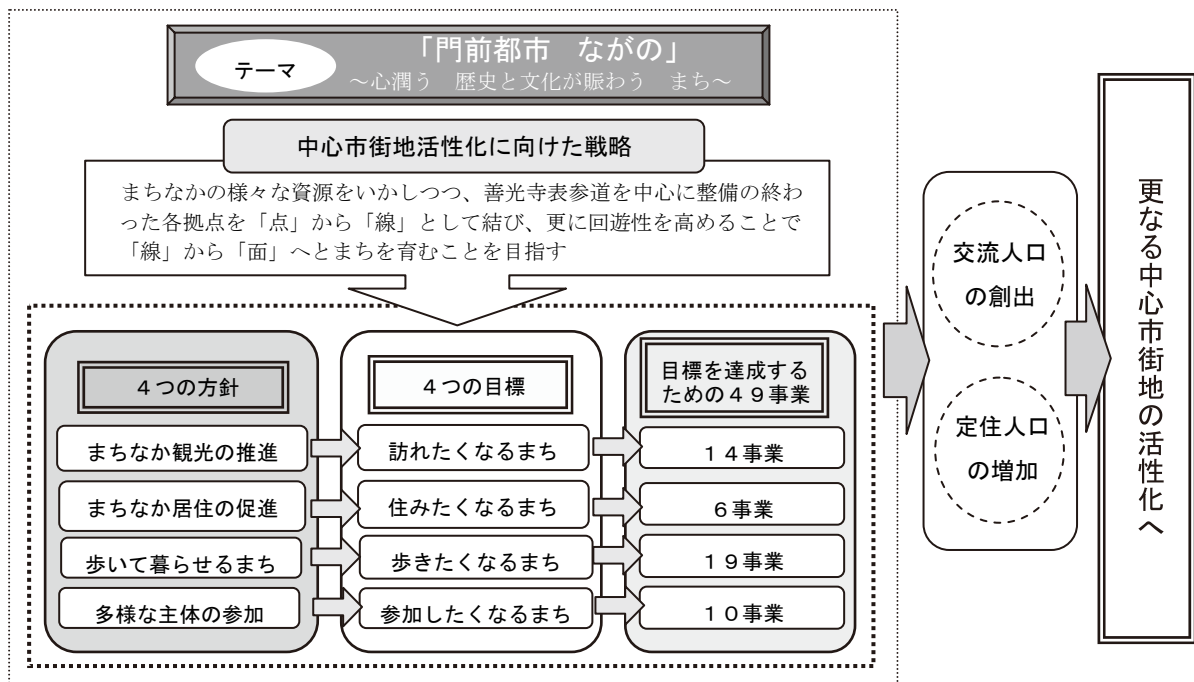 テーマ
「門前都市　ながの」
～心潤う　歴史と文化が賑わう　まち～
中心市街地活性化に向けた戦略
まちなかの様々な資源をいかしつつ、善光寺表参道を中心に整備の終わ
った各拠点を「点」から「線」として結び、更に回遊性を高めることで
「線」から「面」へとまちを育むことを目指す
４つの方針
４つの目標
目標を達成する
ための４９事業
まちなか観光の推進
訪れたくなるまち
１４事業
まちなか居住の促進
住みたくなるまち
６事業
歩いて暮らせるまち
歩きたくなるまち
１９事業
多様な主体の参加
参加したくなるまち
１０事業
交流人口
の創出
定住人口
の増加
更なる中心市街地の活性化へ